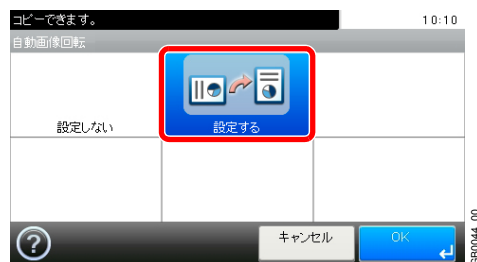 コピーできます。 10:10
自動画像回転
設定しない 設定する
? キャンセル OK
GB0044_00